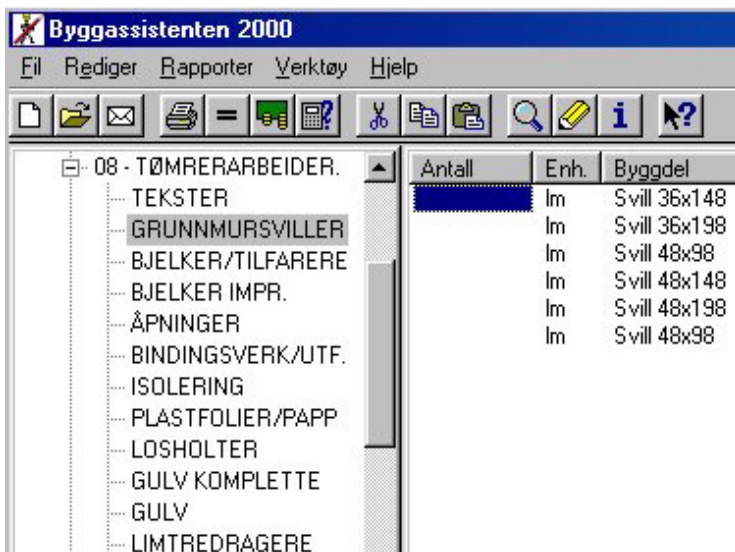 Byggassistenten 2000
Fil Rediger Rapporter Verktøy Hjelp
08 - TØMRERARBEIDER.
TEKSTER
GRUNNMURSVILLER
BJELKER/TILFARERE
BJELKER IMPR.
ÅPNINGER
BINDINGSVERK/UTF.
ISOLERING
PLASTFOLIER/PAPP
LOSHOLTER
GULV KOMPLETTE
GULV
LIMTREDRAGERE
Antall Enh. Byggdel
lm Svill 36x148
lm Svill 36x198
lm Svill 48x98
lm Svill 48x148
lm Svill 48x198
lm Svill 48x98